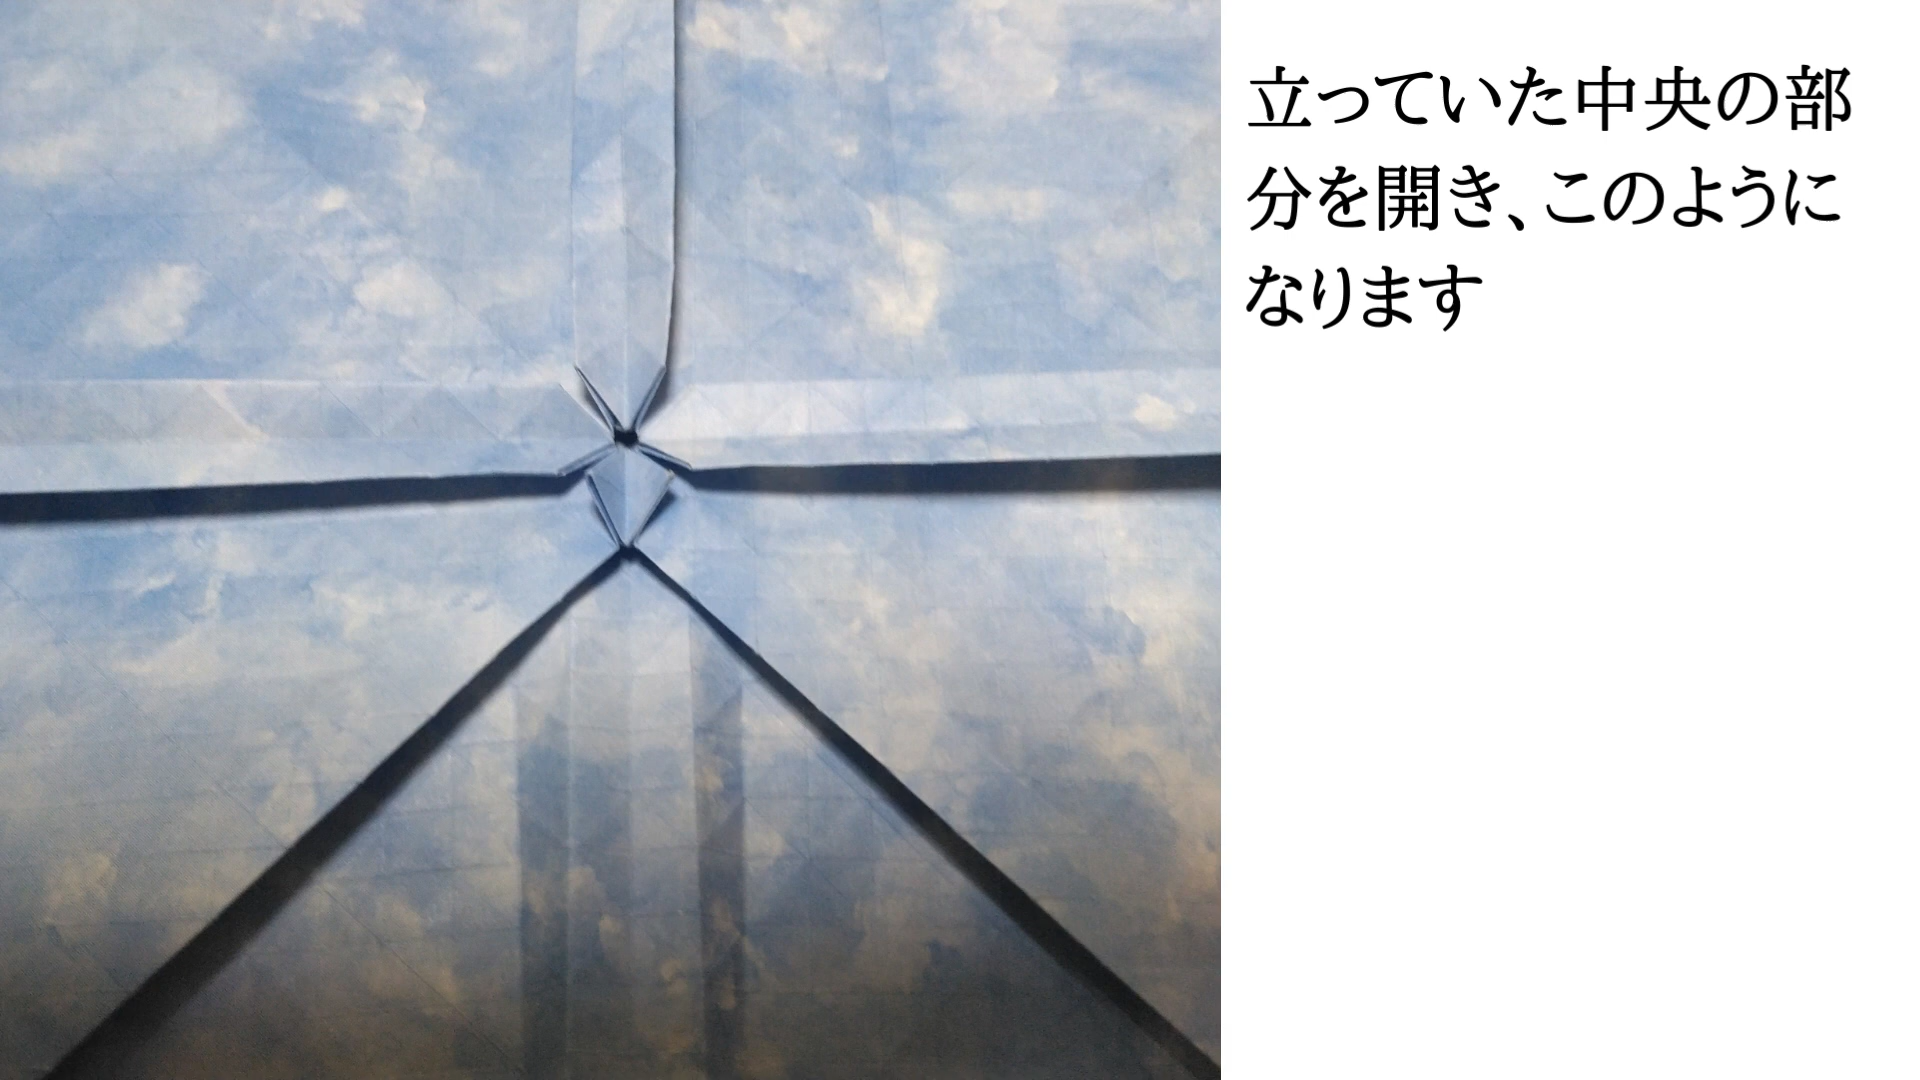 立っていた中央の部
分を開き、このように
なります